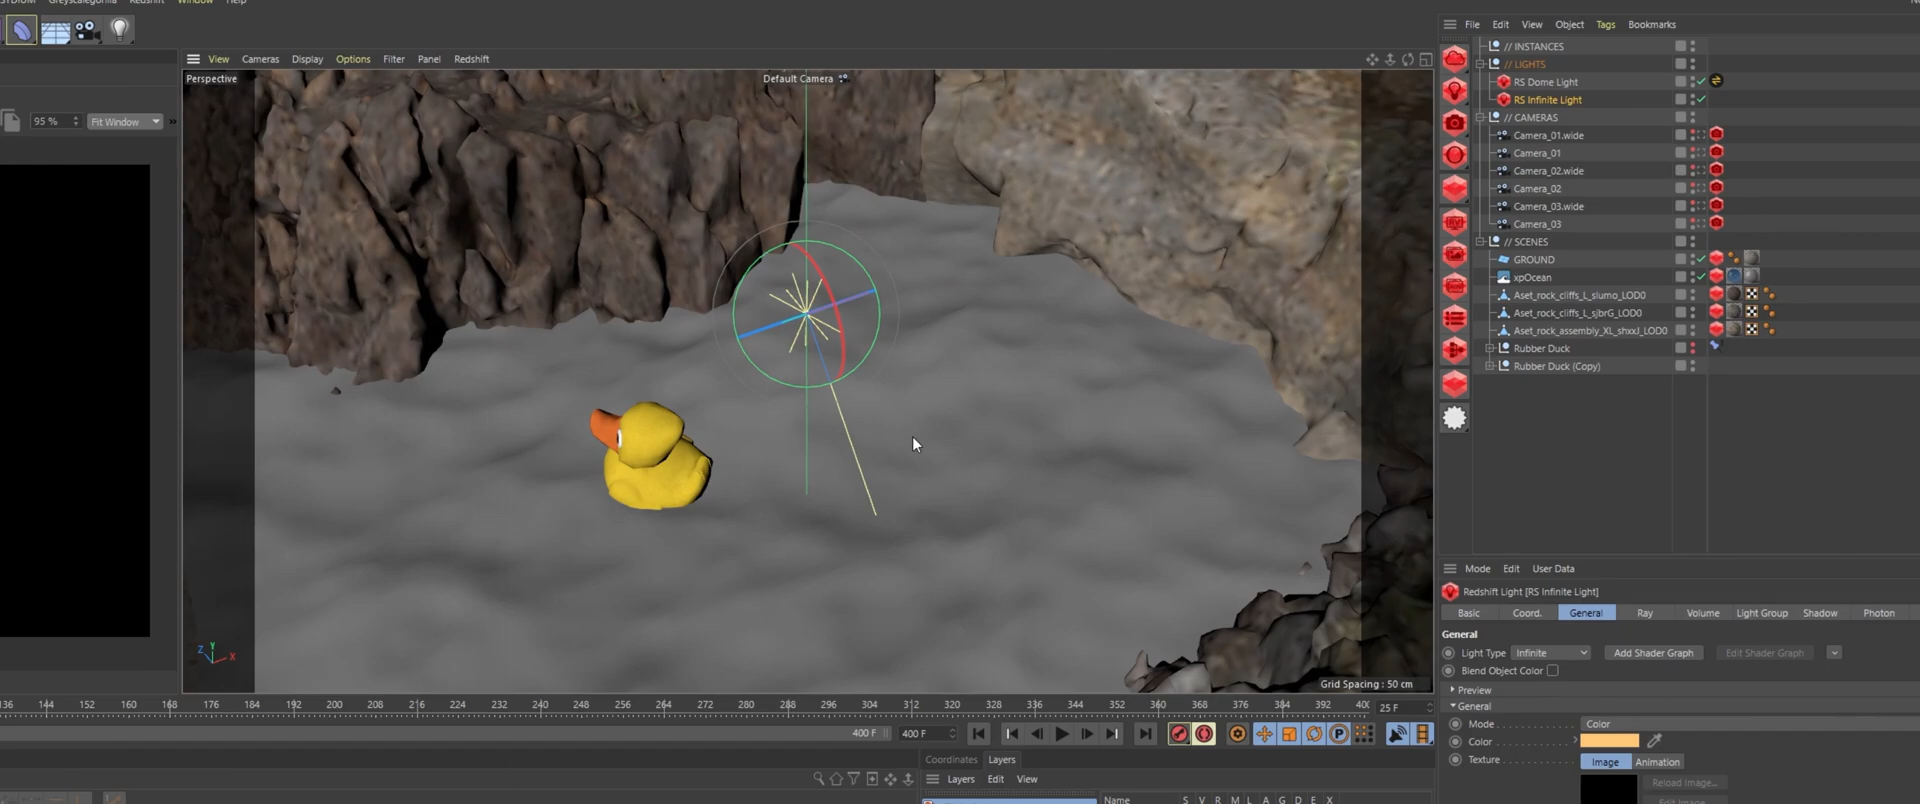 Greyscalegorilla Redshift Window Help
File Edit View Object Tags Bookmarks
View Cameras Display Options Filter Panel Redshift
Perspective
Default Camera
95 %
Fit Window
// INSTANCES
// LIGHTS
RS Dome Light
RS Infinite Light
// CAMERAS
Camera_01.wide
Camera_01
Camera_02.wide
Camera_02
Camera_03.wide
Camera_03
// SCENES
GROUND
xpOcean
Aset_rock_cliffs_L_slumo_LOD0
Aset_rock_cliffs_L_sjbrG_LOD0
Aset_rock_assembly_XL_shxxJ_LOD0
Rubber Duck
Rubber Duck (Copy)
Z Y X
Grid Spacing : 50 cm
Mode Edit User Data
Redshift Light [RS Infinite Light]
Basic Coord. General Ray Volume Light Group Shadow Photon
General
Light Type Infinite Add Shader Graph Edit Shader Graph
Blend Object Color
Preview
General
Mode Color
Color
Texture Image Animation
Reload Image...
136 144 152 160 168 176 184 192 200 208 216 224 232 240 248 256 264 272 280 288 296 304 312 320 328 336 344 352 360 368 376 384 392 400 25 F
400 F 400 F
Coordinates Layers
Layers Edit View
Name S V R M L A G D E X